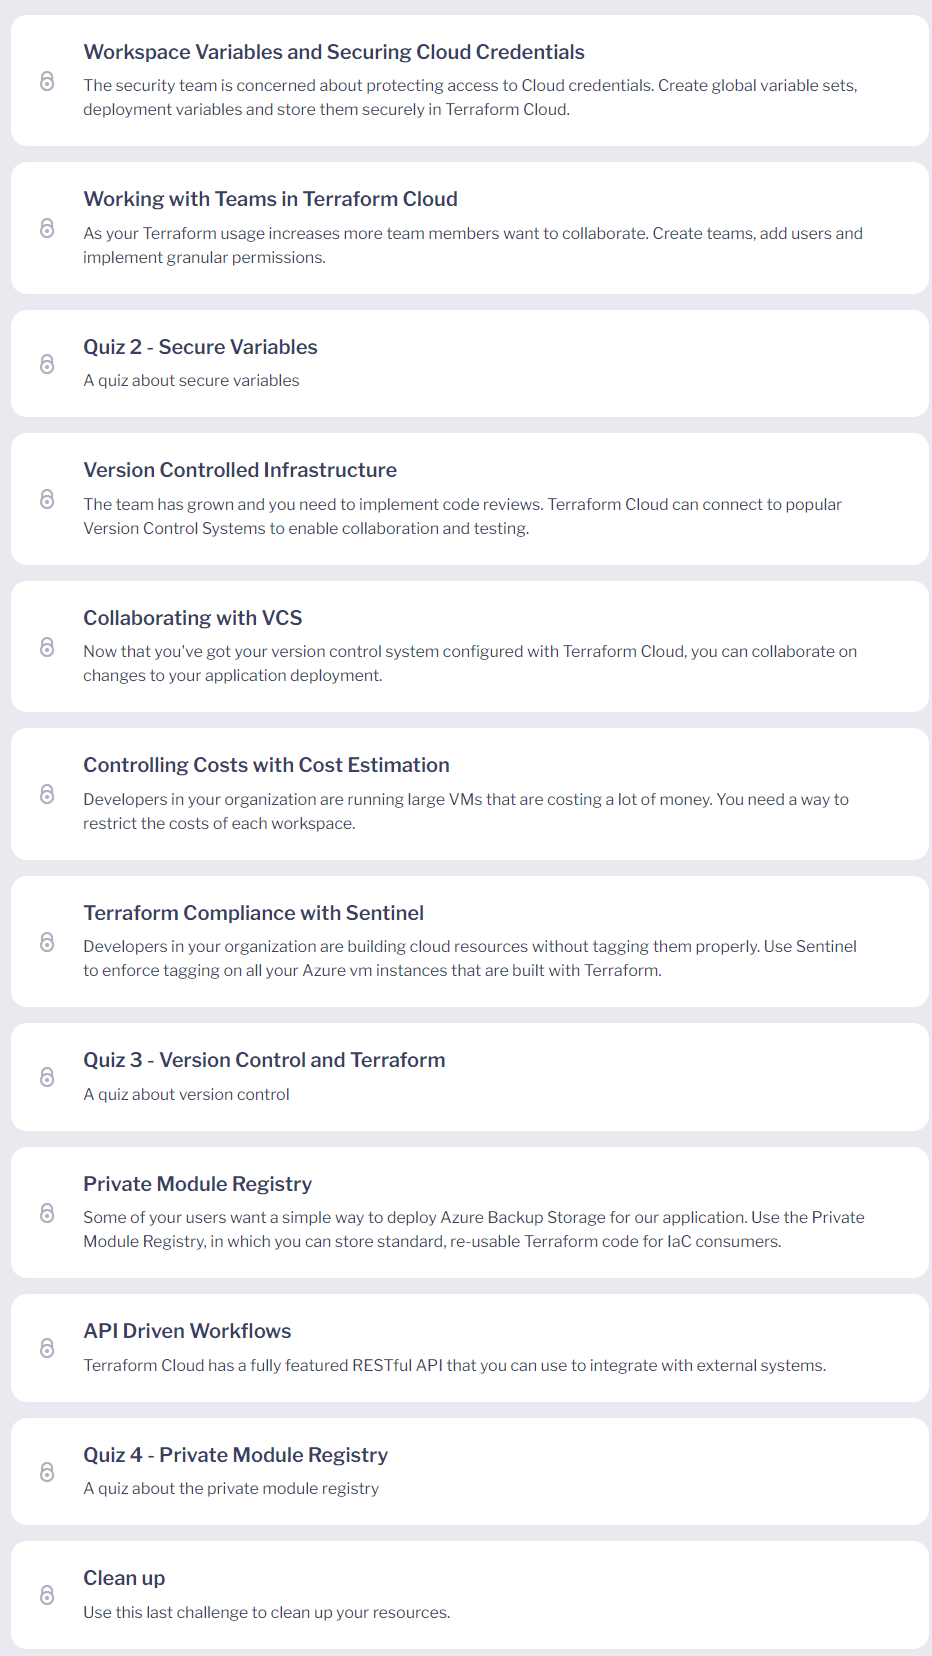 Workspace Variables and Securing Cloud Credentials
The security team is concerned about protecting access to Cloud credentials. Create global variable sets,
deployment variables and store them securely in Terraform Cloud.
Working with Teams in Terraform Cloud
As your Terraform usage increases more team members want to collaborate. Create teams, add users and
implement granular permissions.
Quiz 2 - Secure Variables
A quiz about secure variables
Version Controlled Infrastructure
The team has grown and you need to implement code reviews. Terraform Cloud can connect to popular
Version Control Systems to enable collaboration and testing.
Collaborating with VCS
Now that you've got your version control system configured with Terraform Cloud, you can collaborate on
changes to your application deployment.
Controlling Costs with Cost Estimation
Developers in your organization are running large VMs that are costing a lot of money. You need a way to
restrict the costs of each workspace.
Terraform Compliance with Sentinel
Developers in your organization are building cloud resources without tagging them properly. Use Sentinel
to enforce tagging on all your Azure vm instances that are built with Terraform.
Quiz 3 - Version Control and Terraform
A quiz about version control
Private Module Registry
Some of your users want a simple way to deploy Azure Backup Storage for our application. Use the Private
Module Registry, in which you can store standard, re-usable Terraform code for IaC consumers.
API Driven Workflows
Terraform Cloud has a fully featured RESTful API that you can use to integrate with external systems.
Quiz 4 - Private Module Registry
A quiz about the private module registry
Clean up
Use this last challenge to clean up your resources.